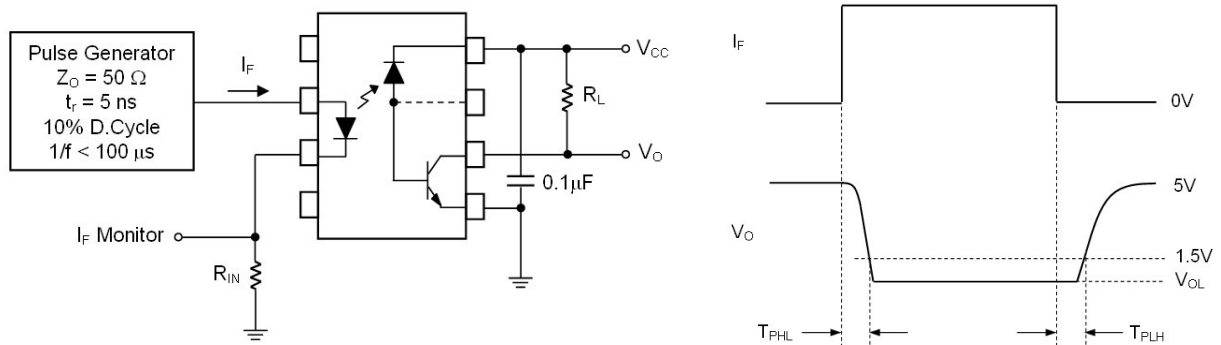 Pulse Generator
Z_O = 50 Ω
t_r = 5 ns
10% D.Cycle
1/f < 100 μs
I_F
V_CC
R_L
V_O
0.1μF
I_F Monitor
R_IN
I_F
0V
5V
V_O
1.5V
V_OL
T_PHL
T_PLH